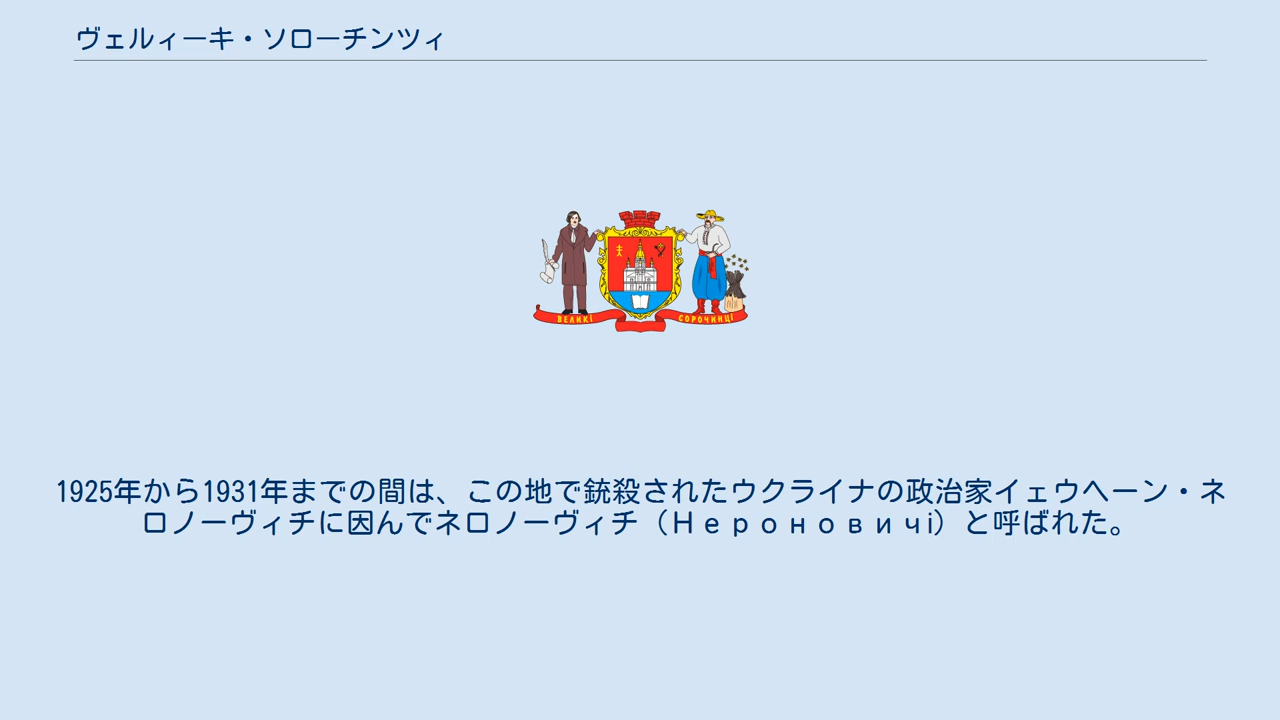 ヴェルィーキ・ソローチンツィ
ВЕЛИКІ
СОРОЧИНЦІ
1925年から1931年までの間は、この地で銃殺されたウクライナの政治家イェウヘーン・ネ
ロノーヴィチに因んでネロノーヴィチ（Нероновичі）と呼ばれた。